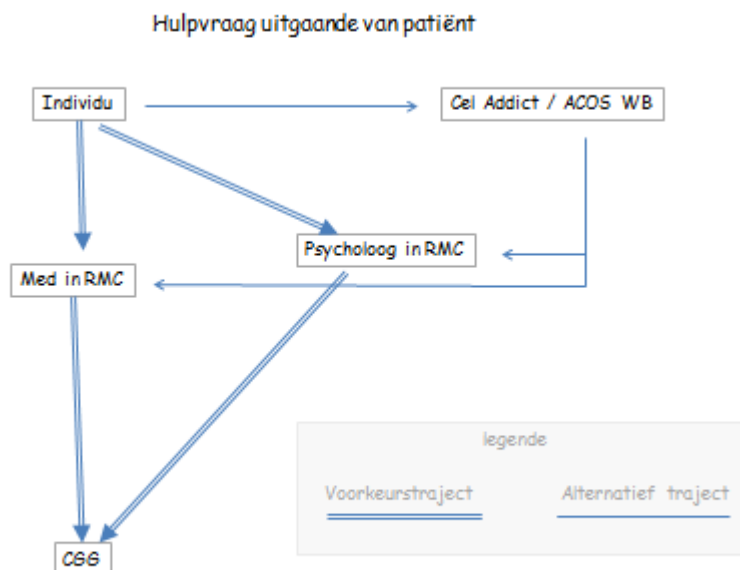 Hulpvraag uitgaande van patiënt
Individu
Cel Addict / ACOS WB
Psycholoog in RMC
Med in RMC
legende
Voorkeurstraject
Alternatief traject
CGG